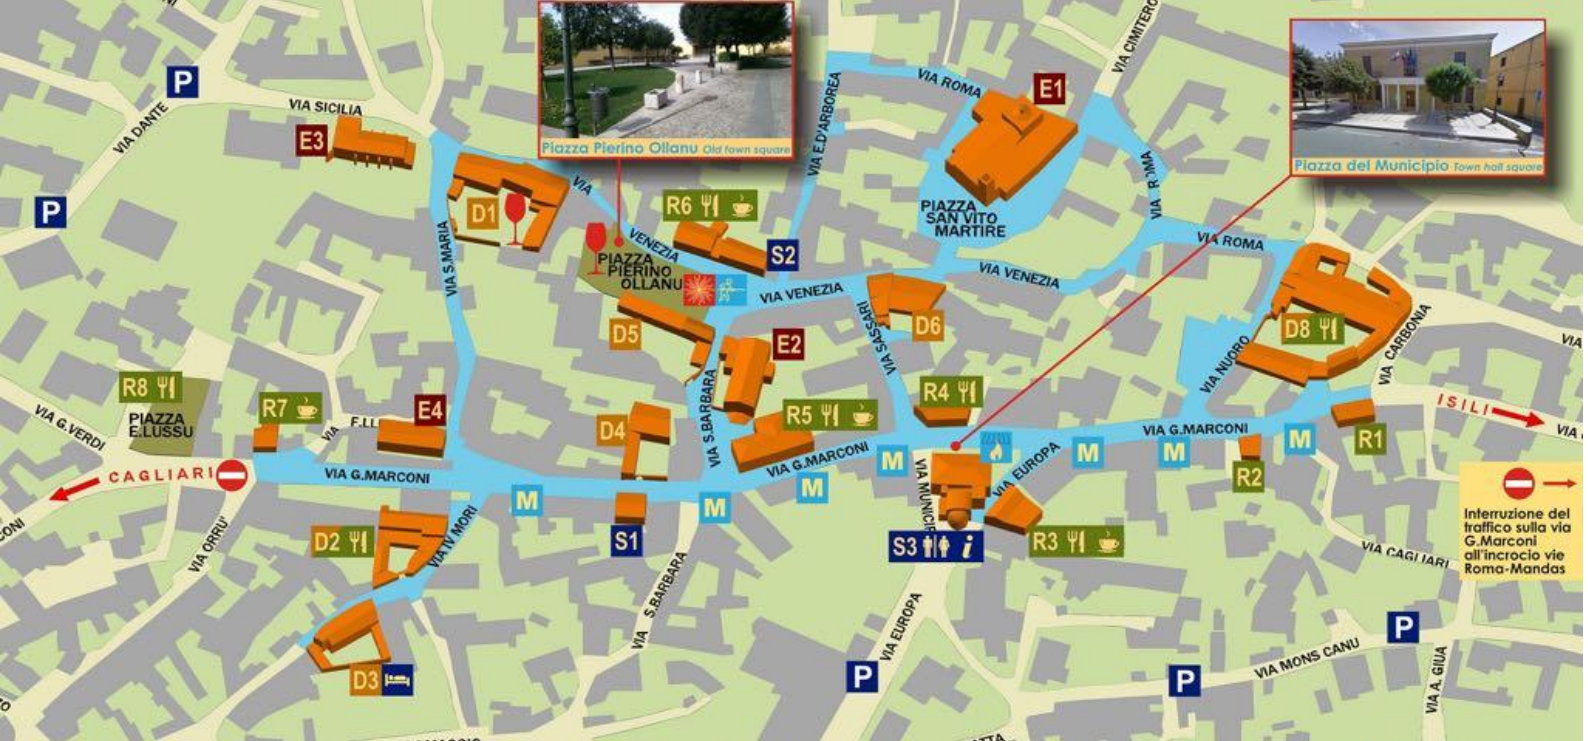 VIA CIMITERO
P
VIA SICILIA
VIA DANTE
E3
Piazza Pierino Ollanu Old town square
VIA E.D'ARBOREA
VIA ROMA
E1
Piazza del Municipio Town hall square
P
D1
VIA
VENEZIA
R6
S2
PIAZZA
PIERINO
OLLANU
PIAZZA
SAN VITO
MARTIRE
VIA ROMA
VIA ROMA
VIA S.MARIA
VIA VENEZIA
VIA VENEZIA
D5
E2
VIA SASSARI
D6
D8
VIA NUORO
VIA CARBONIA
VIA
R8
PIAZZA
E.LUSSU
VIA G.VERDI
R7
VIA
F.LL
E4
D4
VIA S.BARBARA
R5
R4
ISILI
R1
VIA
CAGLIARI
VIA G.MARCONI
VIA G.MARCONI
VIA G.MARCONI
M
M
M
M
M
M
M
R2
VIA MUNICI
VIA EUROPA
D2
VIA IV MORI
VIA ORRU'
S1
S3 i
R3
Interruzione del
traffico sulla via
G.Marconi
all'incrocio vie
Roma-Mandas
VIA CAGLIARI
VIA S.BARBARA
VIA EUROPA
P
P
P
VIA MONS CANU
VIA A. GIUA
D3